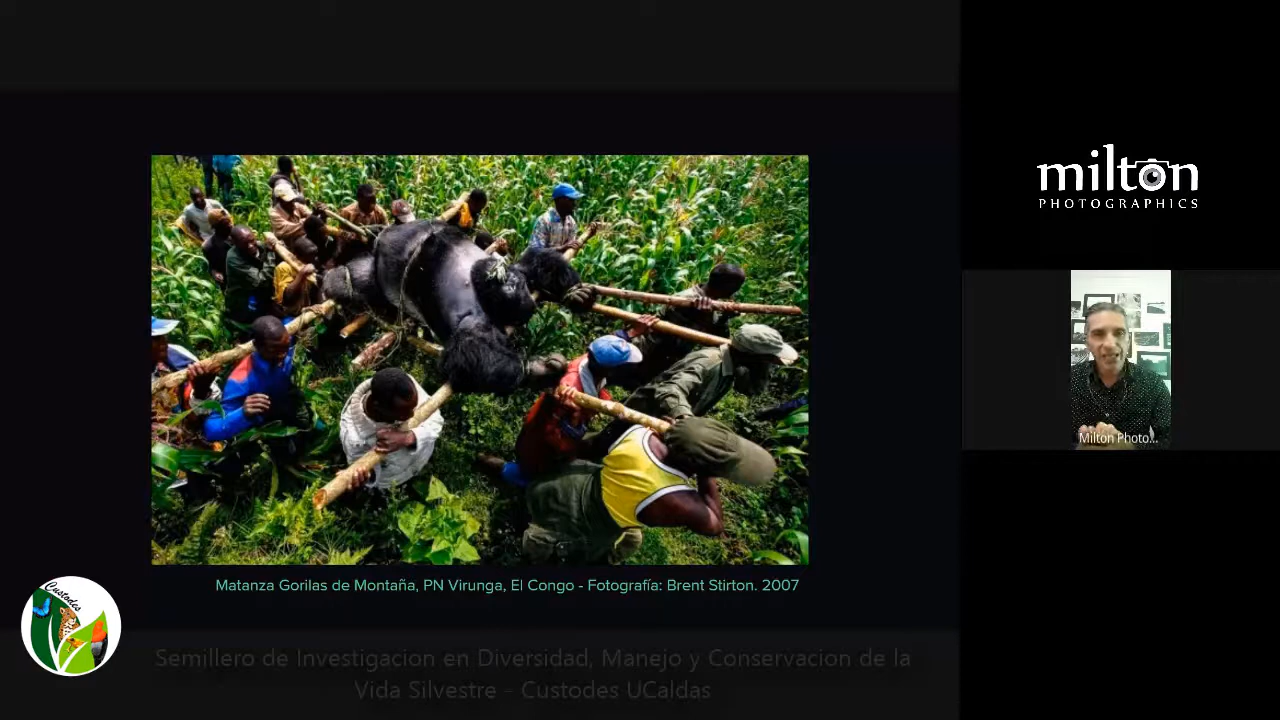 milton
PHOTOGRAPHICS
Milton Photo...
Matanza Gorilas de Montaña, PN Virunga, El Congo - Fotografía: Brent Stirton. 2007
Custodes
Semillero de Investigacion en Diversidad, Manejo y Conservacion de la
Vida Silvestre - Custodes UCaldas